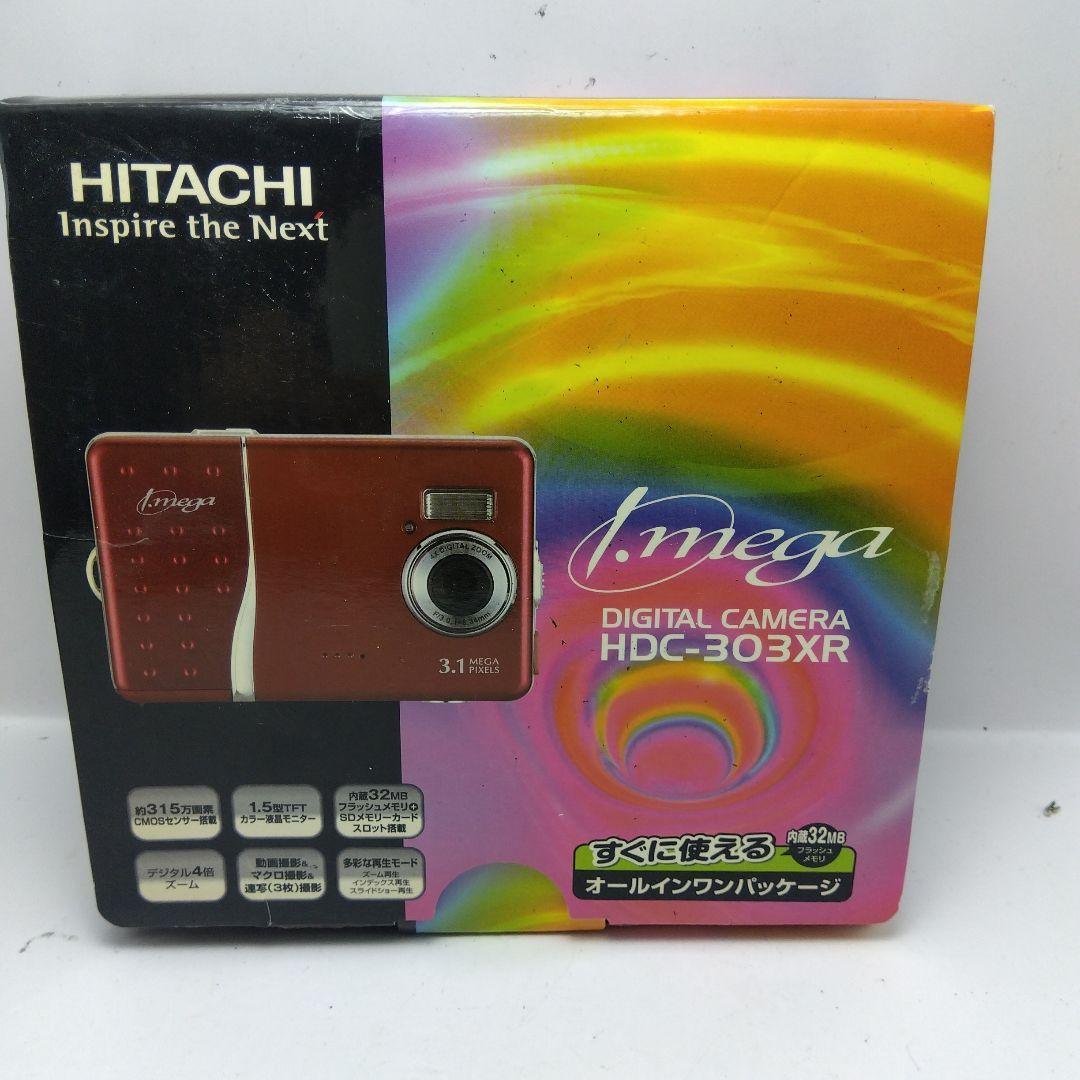 HITACHI
Inspire the Next
I.mega
4X DIGITAL ZOOM
3.1 MEGA
PIXELS
I.mega
DIGITAL CAMERA
HDC-303XR
約315万画素
CMOSセンサー搭載
1.5型TFT
カラー液晶モニター
内蔵32MB
フラッシュメモリ+
SDメモリーカード
スロット搭載
デジタル4倍
ズーム
動画撮影&
マクロ撮影&
連写(3枚)撮影
多彩な再生モード
ズーム再生
インデックス再生
スライドショー再生
すぐに使える
内蔵32MB
フラッシュ
メモリ
オールインワンパッケージ